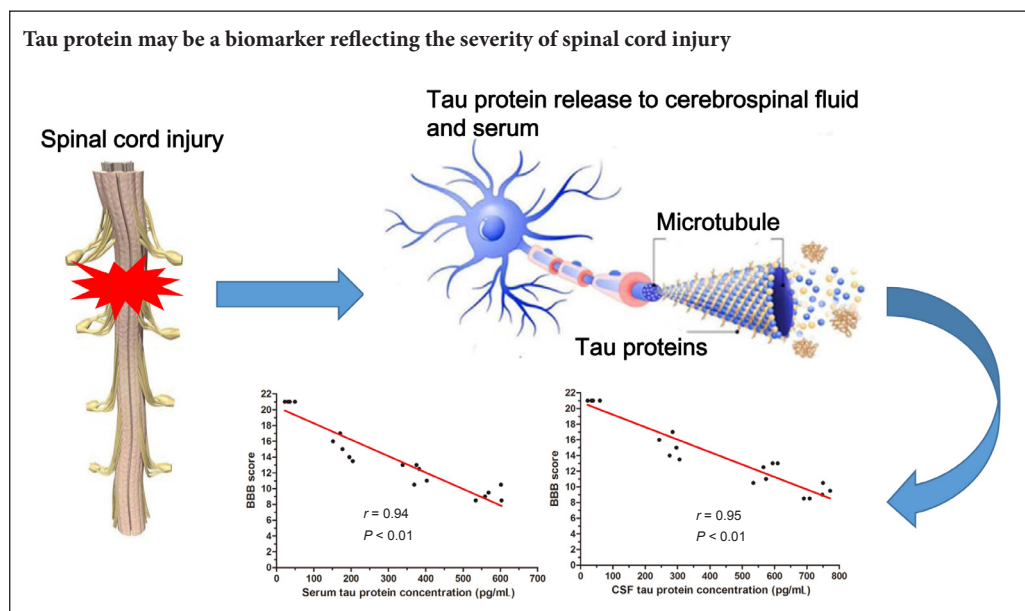 Tau protein may be a biomarker reflecting the severity of spinal cord injury
Tau protein release to cerebrospinal fluid
and serum
Spinal cord injury
Microtubule
Tau proteins
BBB score
22
20
18
16
14
12
10
8
6
4
2
0
r = 0.94
P < 0.01
0 100 200 300 400 500 600 700
Serum tau protein concentration (pg/mL)
BBB score
22
20
18
16
14
12
10
8
6
4
2
0
r = 0.95
P < 0.01
0 100 200 300 400 500 600 700 800
CSF tau protein concentration (pg/mL)